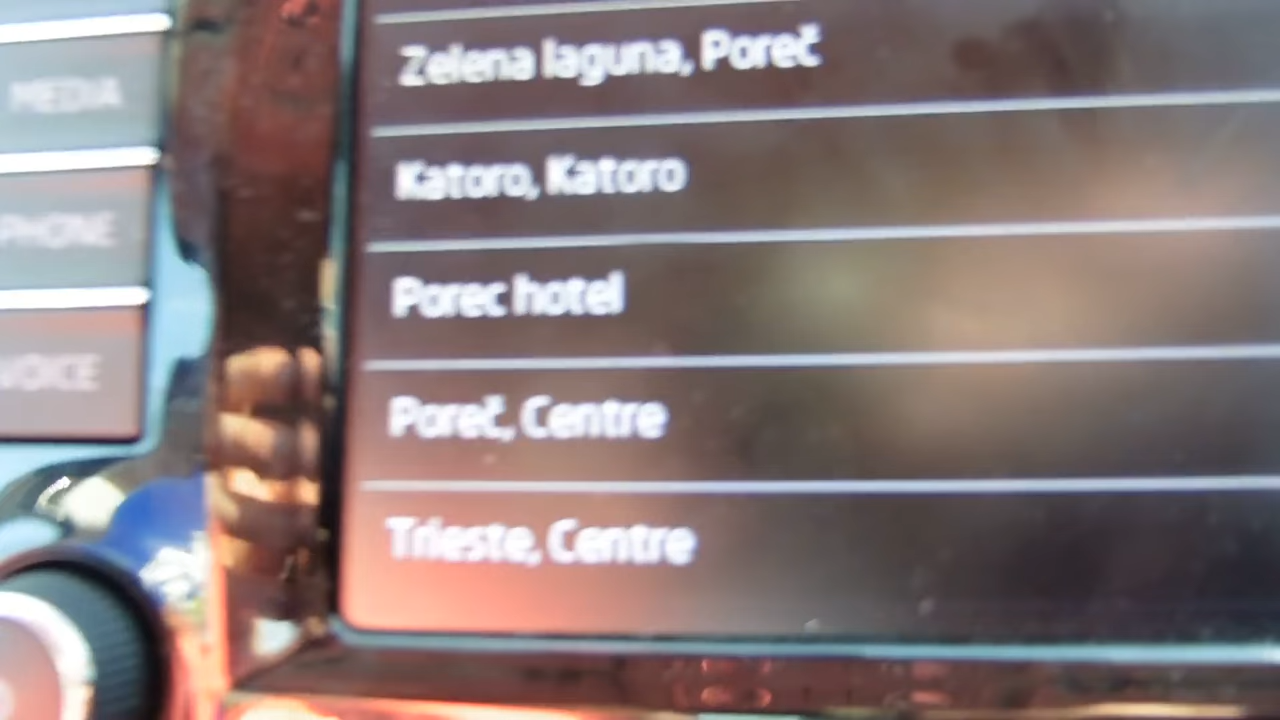 Zelena laguna, Poreč
MEDIA
Katoro, Katoro
PHONE
Porec hotel
VOICE
Poreč, Centre
Trieste, Centre